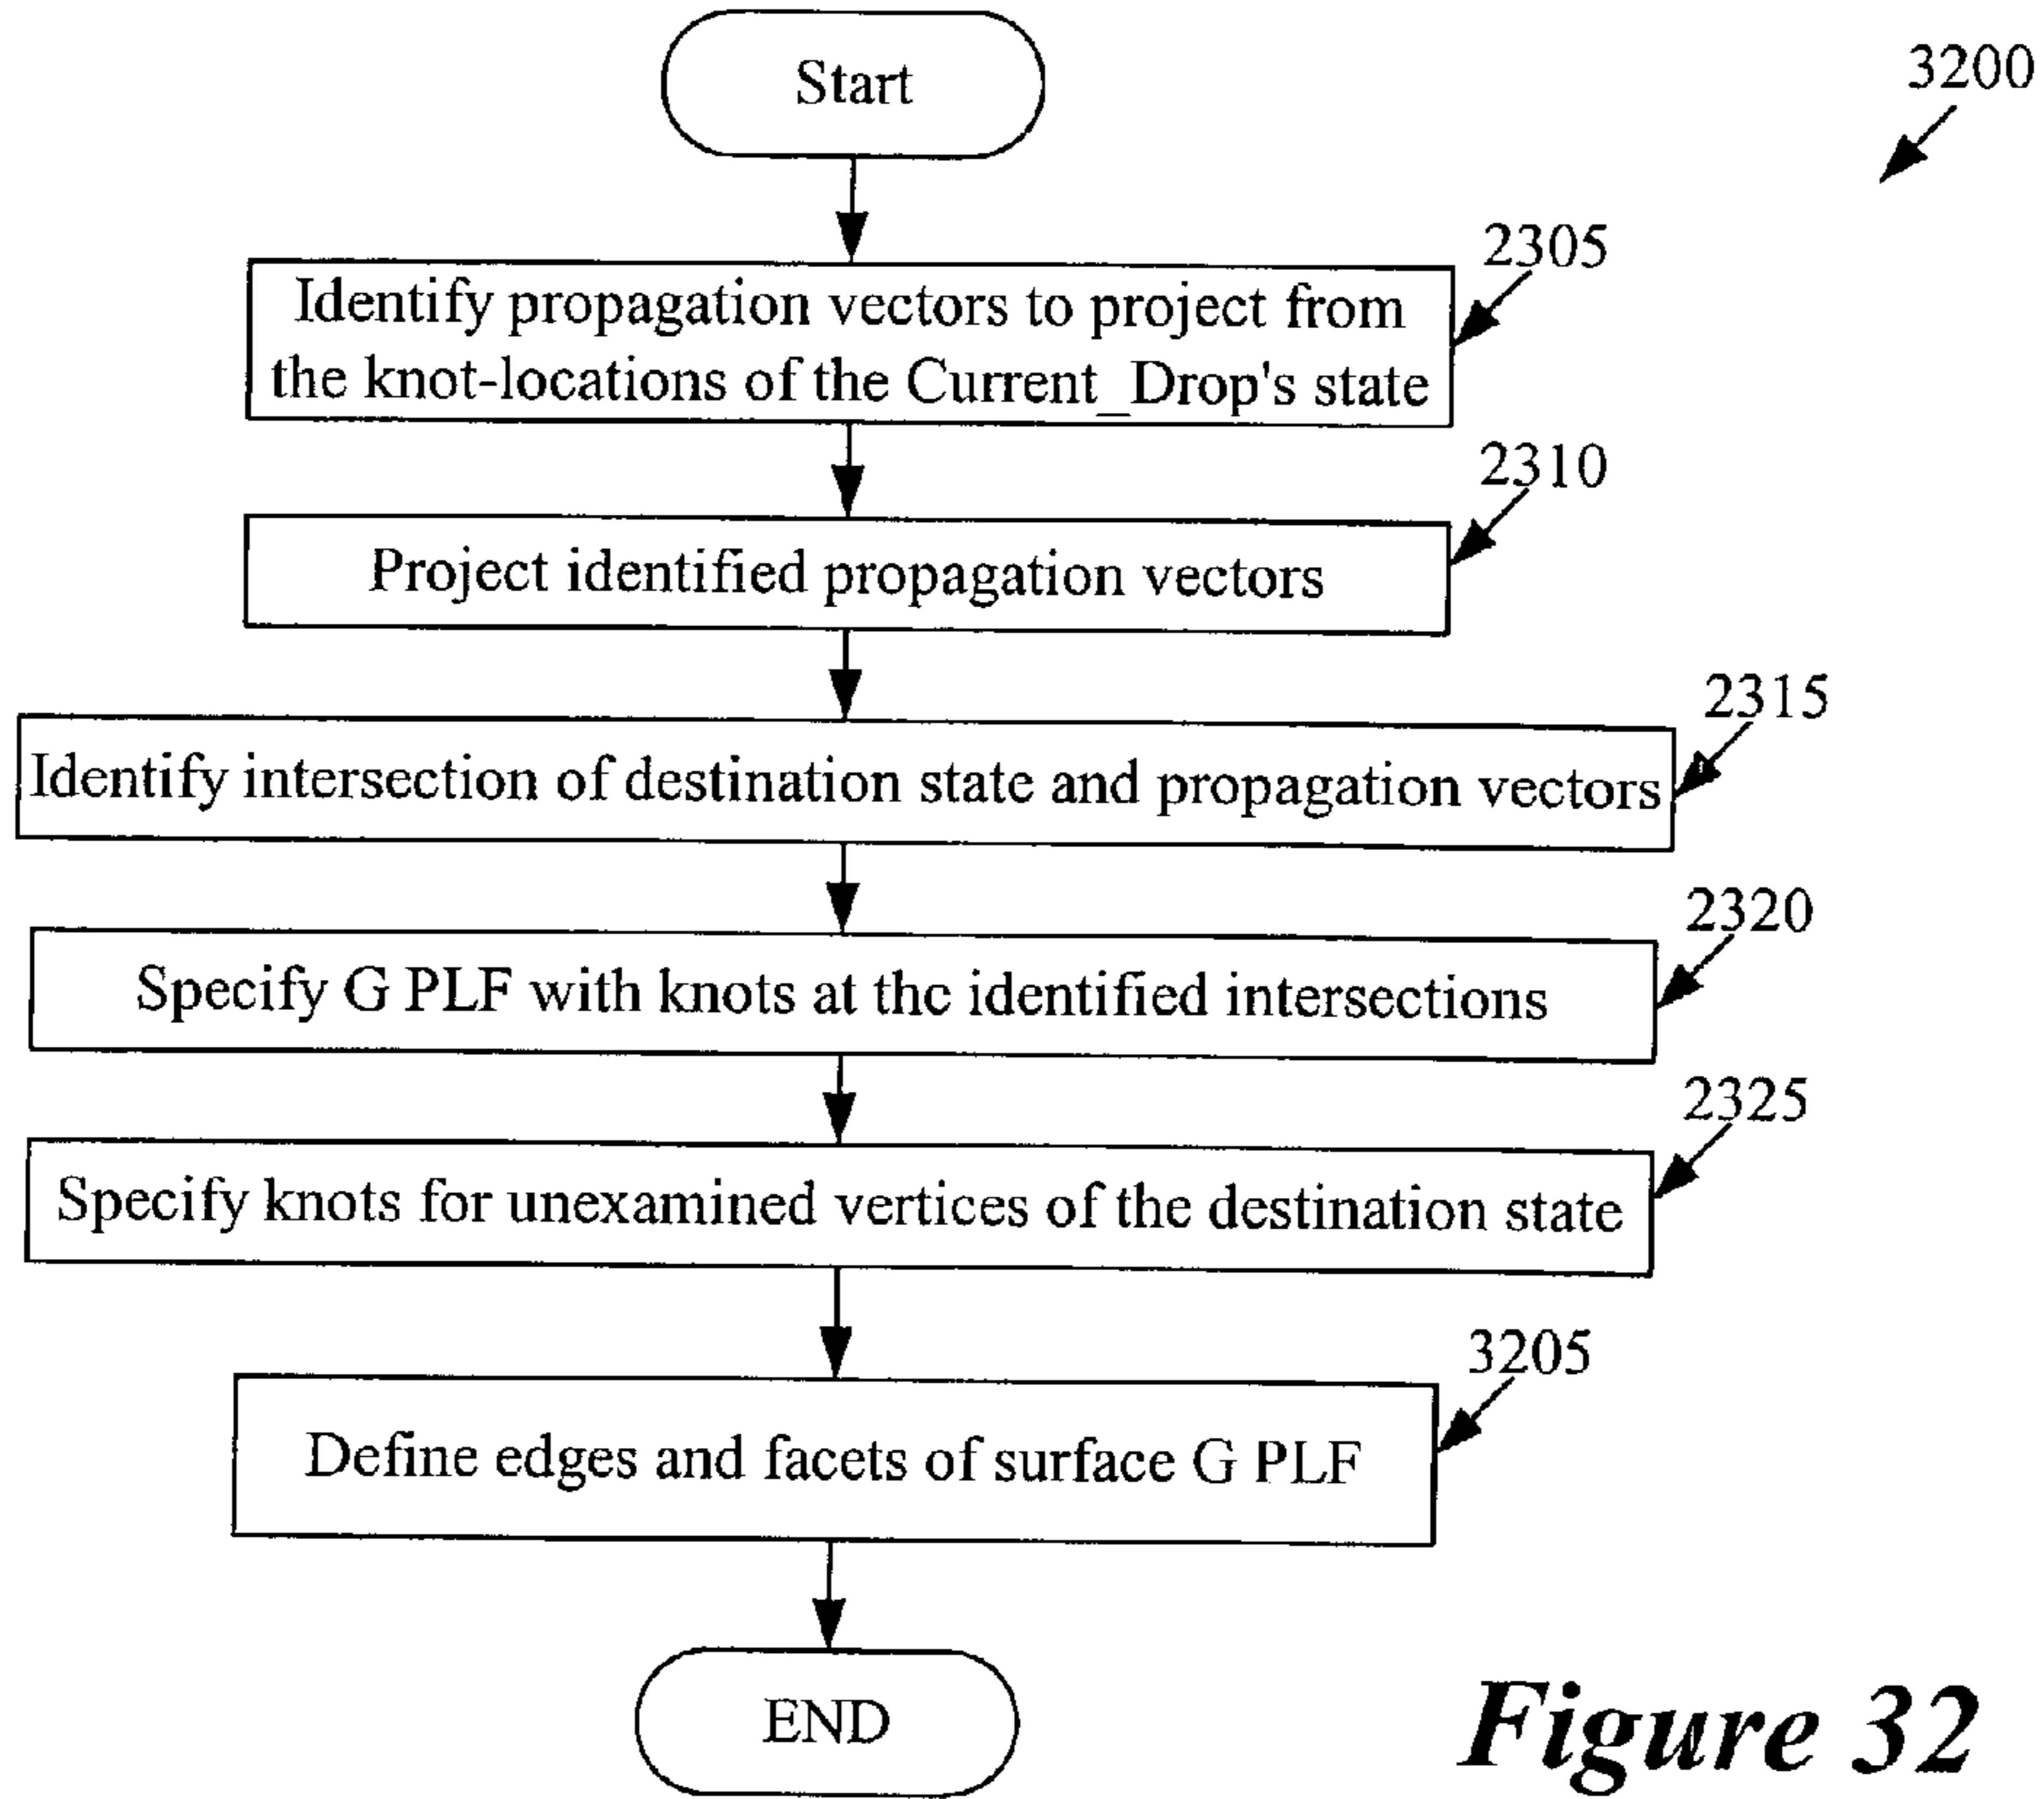 Start
3200
2305
Identify propagation vectors to project from
the knot-locations of the Current_Drop's state
2310
Project identified propagation vectors
2315
Identify intersection of destination state and propagation vectors
2320
Specify G PLF with knots at the identified intersections
2325
Specify knots for unexamined vertices of the destination state
3205
Define edges and facets of surface G PLF
END
Figure 32